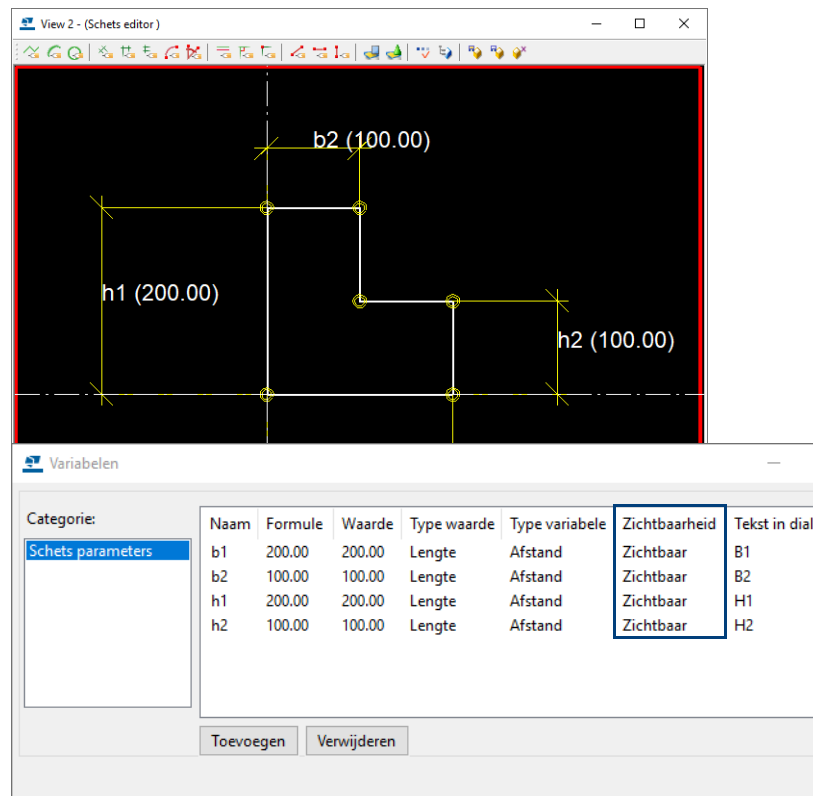 View 2 - (Schets editor )
b2 (100.00)
h1 (200.00)
h2 (100.00)
Variabelen
Categorie:
Schets parameters
Naam Formule Waarde Type waarde Type variabele Zichtbaarheid Tekst in dial
b1 200.00 200.00 Lengte Afstand Zichtbaar B1
b2 100.00 100.00 Lengte Afstand Zichtbaar B2
h1 200.00 200.00 Lengte Afstand Zichtbaar H1
h2 100.00 100.00 Lengte Afstand Zichtbaar H2
Toevoegen Verwijderen